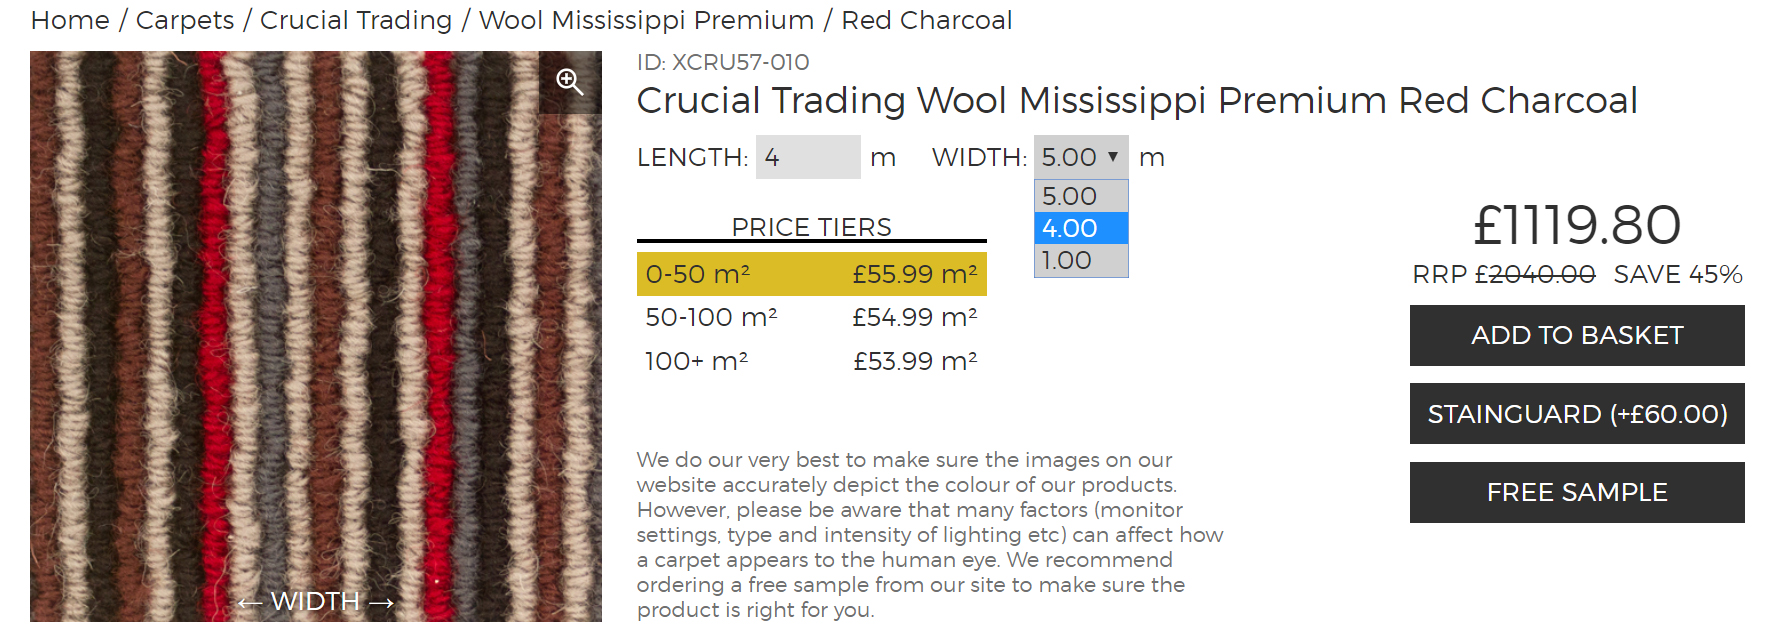 Home / Carpets / Crucial Trading / Wool Mississippi Premium / Red Charcoal
ID: XCRU57-010
Crucial Trading Wool Mississippi Premium Red Charcoal
LENGTH: 4 m WIDTH: 5.00 ▼ m
5.00
4.00
1.00
PRICE TIERS
0-50 m² £55.99 m²
50-100 m² £54.99 m²
100+ m² £53.99 m²
£1119.80
RRP £2040.00 SAVE 45%
ADD TO BASKET
STAINGUARD (+£60.00)
FREE SAMPLE
We do our very best to make sure the images on our
website accurately depict the colour of our products.
However, please be aware that many factors (monitor
settings, type and intensity of lighting etc) can affect how
a carpet appears to the human eye. We recommend
ordering a free sample from our site to make sure the
product is right for you.
← WIDTH →